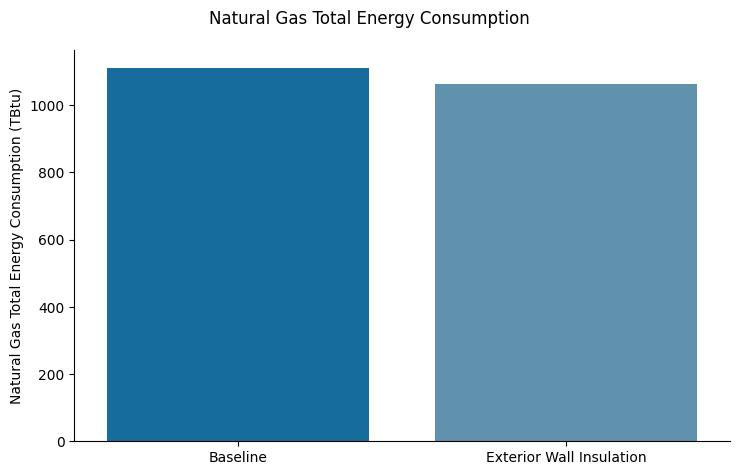 Natural Gas Total Energy Consumption
Natural Gas Total Energy Consumption (TBtu)
1000
800
600
400
200
0
Baseline
Exterior Wall Insulation